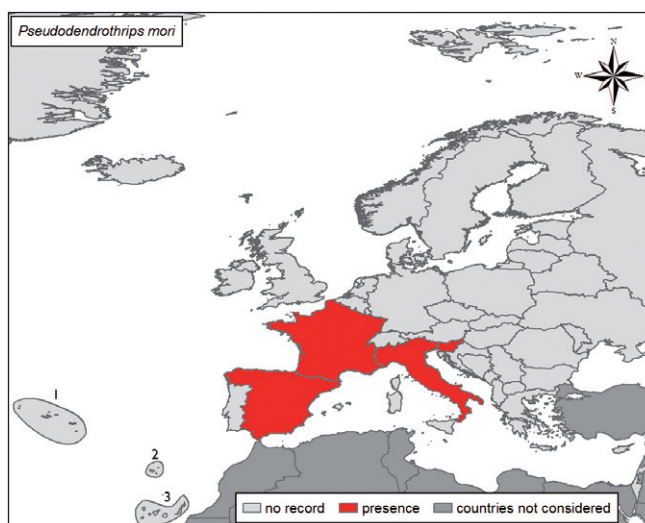 Pseudodendrothrips mori
N
W
S
1
2
3
no record presence countries not considered